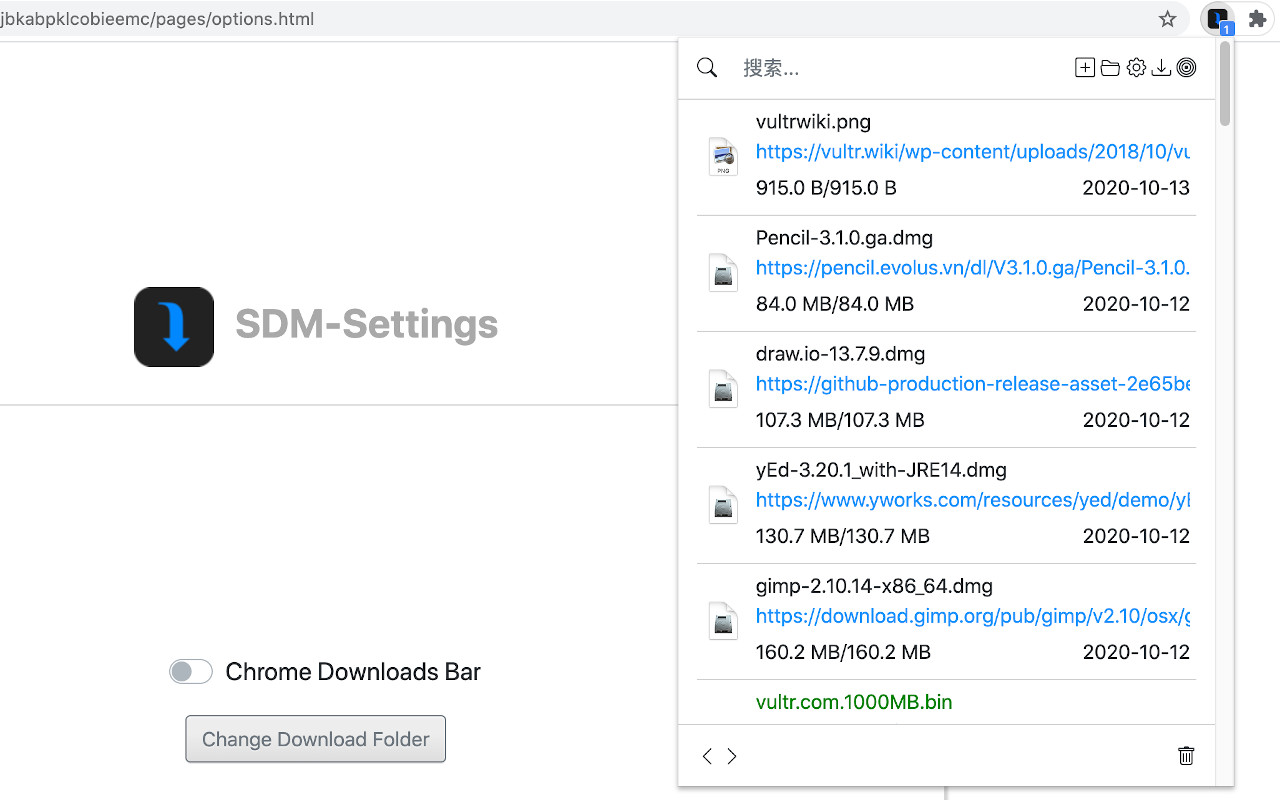 jbkabpklcobieemc/pages/options.html
1
搜索...
vultrwiki.png
https://vultr.wiki/wp-content/uploads/2018/10/vu
PNG
915.0 B/915.0 B 2020-10-13
Pencil-3.1.0.ga.dmg
https://pencil.evolus.vn/dl/V3.1.0.ga/Pencil-3.1.0.
84.0 MB/84.0 MB 2020-10-12
SDM-Settings
draw.io-13.7.9.dmg
https://github-production-release-asset-2e65be
107.3 MB/107.3 MB 2020-10-12
yEd-3.20.1_with-JRE14.dmg
https://www.yworks.com/resources/yed/demo/yE
130.7 MB/130.7 MB 2020-10-12
gimp-2.10.14-x86_64.dmg
https://download.gimp.org/pub/gimp/v2.10/osx/g
160.2 MB/160.2 MB 2020-10-12
vultr.com.1000MB.bin
Chrome Downloads Bar
Change Download Folder